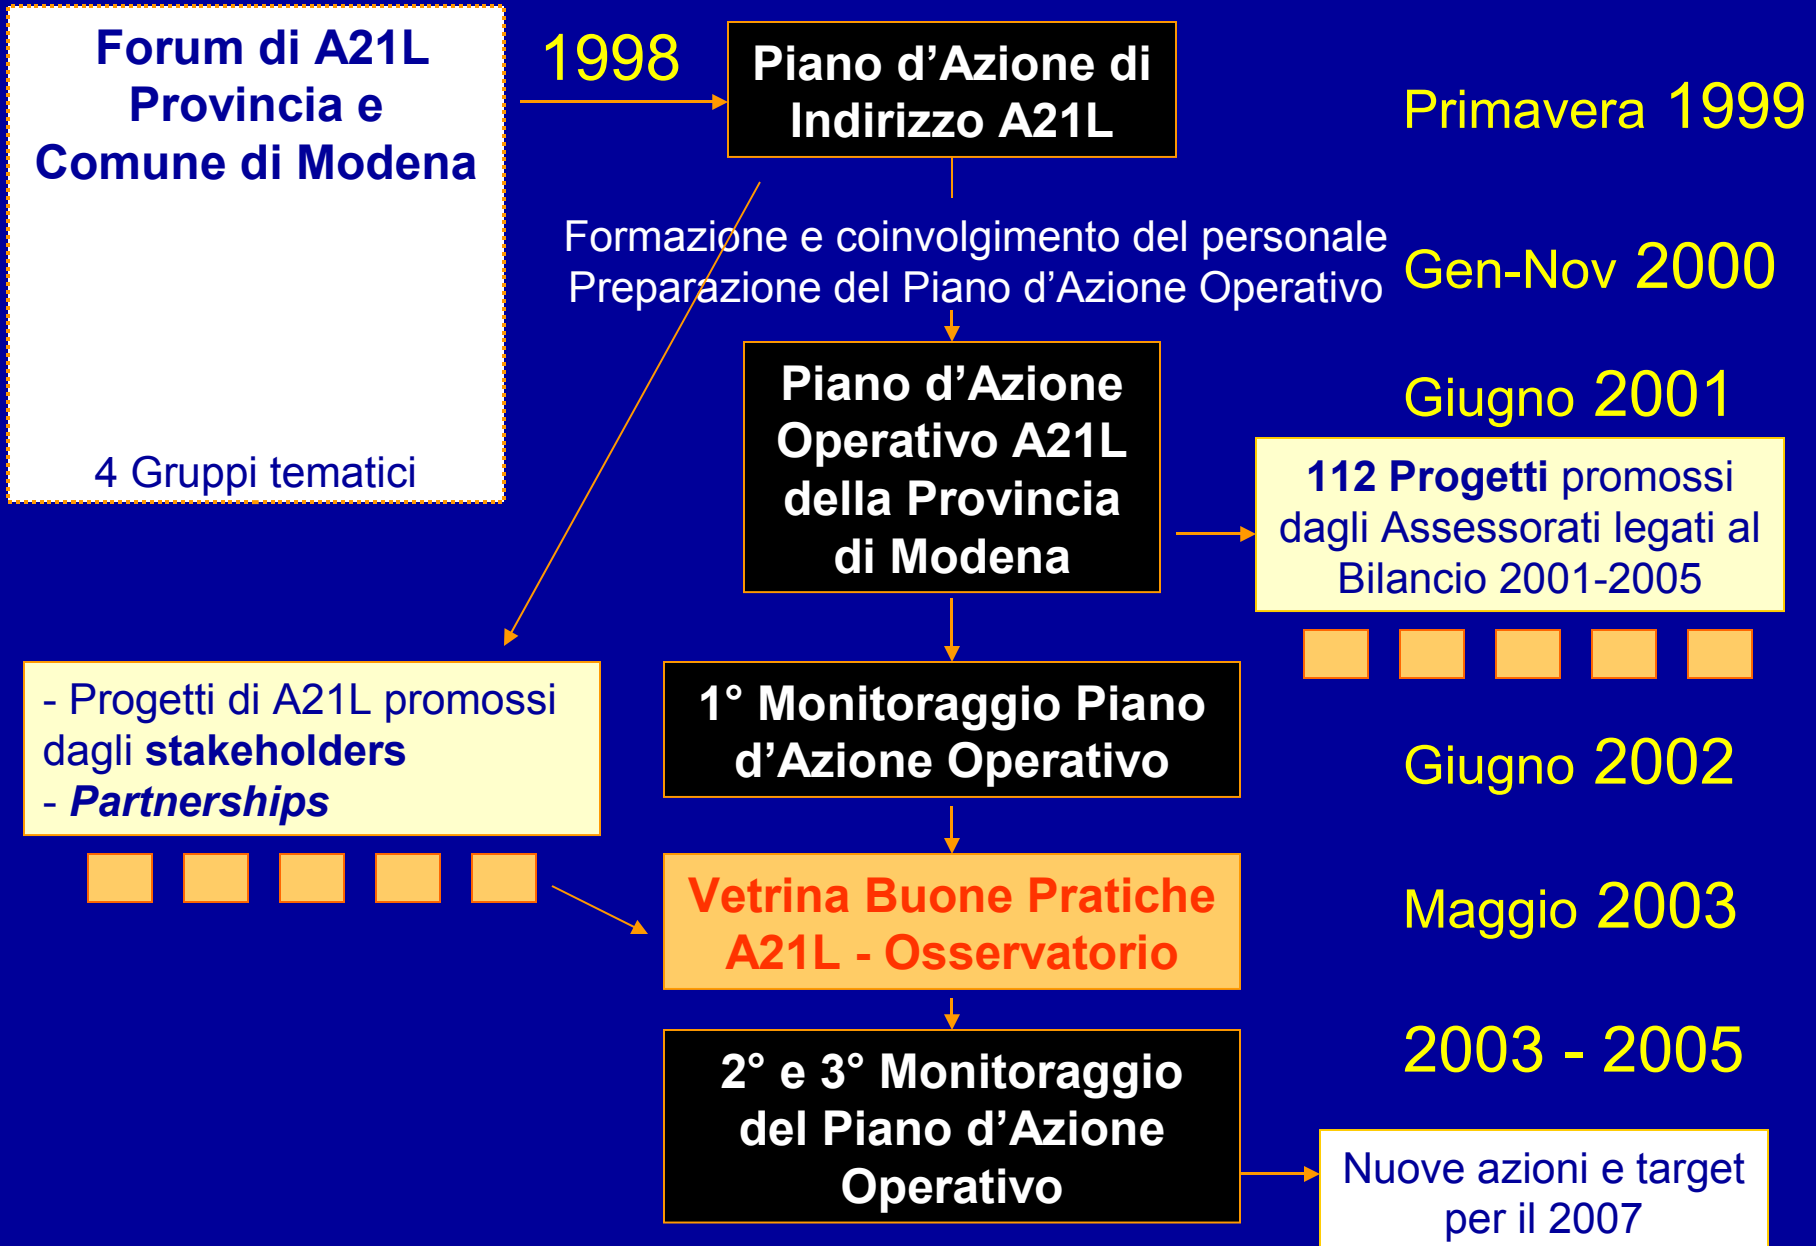 Forum di A21L
Provincia e
Comune di Modena
4 Gruppi tematici
1998
Piano d’Azione di
Indirizzo A21L
Primavera 1999
Formazione e coinvolgimento del personale
Preparazione del Piano d’Azione Operativo
Gen-Nov 2000
Piano d’Azione
Operativo A21L
della Provincia
di Modena
Giugno 2001
112 Progetti promossi
dagli Assessorati legati al
Bilancio 2001-2005
- Progetti di A21L promossi
dagli stakeholders
- Partnerships
1° Monitoraggio Piano
d’Azione Operativo
Giugno 2002
Vetrina Buone Pratiche
A21L - Osservatorio
Maggio 2003
2° e 3° Monitoraggio
del Piano d’Azione
Operativo
2003 - 2005
Nuove azioni e target
per il 2007